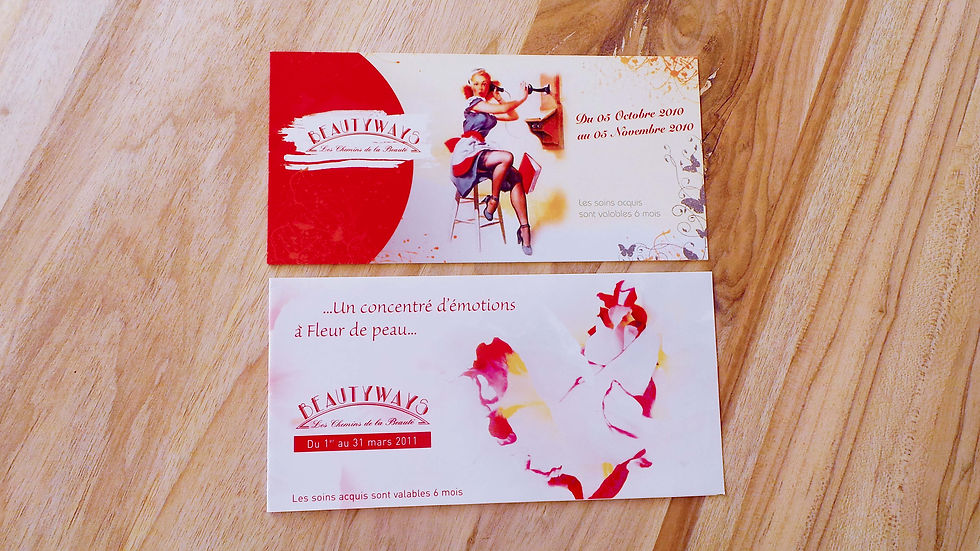 BEAUTYWAYS
Les Chemins de la Beauté
Du 05 Octobre 2010
au 05 Novembre 2010
Les soins acquis
sont valables 6 mois
...Un concentré d'émotions
à Fleur de peau...
BEAUTYWAYS
Les Chemins de la Beauté
Du 1er au 31 mars 2011
Les soins acquis sont valables 6 mois